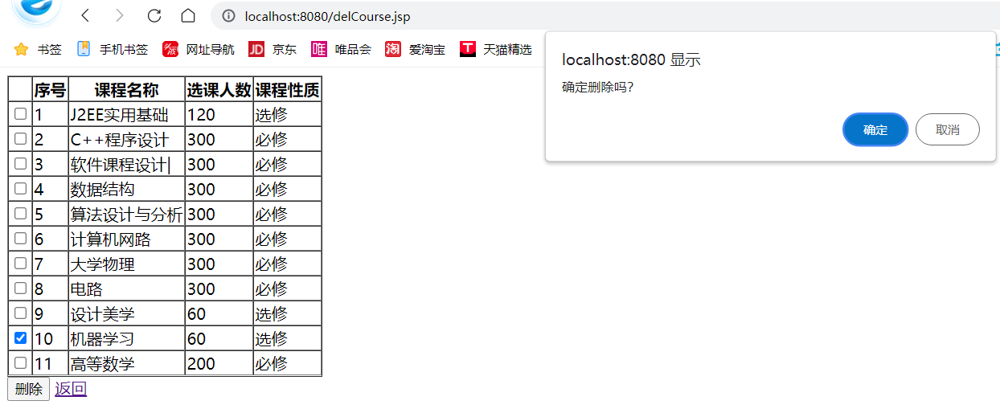 localhost:8080/delCourse.jsp
书签 手机书签 网址导航 JD 京东 唯 唯品会 淘 爱淘宝 T 天猫精选
localhost:8080 显示
确定删除吗?
确定 取消
序号 课程名称 选课人数 课程性质
1 J2EE实用基础 120 选修
2 C++程序设计 300 必修
3 软件课程设计| 300 必修
4 数据结构 300 必修
5 算法设计与分析 300 必修
6 计算机网路 300 必修
7 大学物理 300 必修
8 电路 300 必修
9 设计美学 60 选修
10 机器学习 60 选修
11 高等数学 200 必修
删除 返回